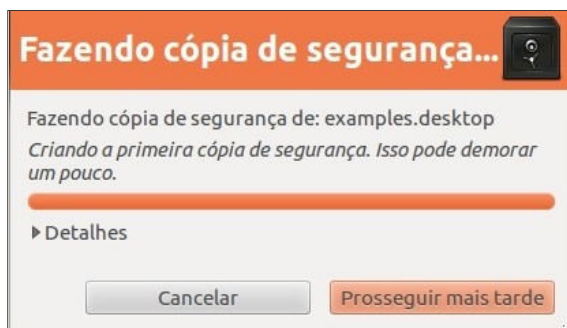 Fazendo cópia de segurança...
Fazendo cópia de segurança de: examples.desktop
Criando a primeira cópia de segurança. Isso pode demorar
um pouco.
Detalhes
Cancelar
Prosseguir mais tarde